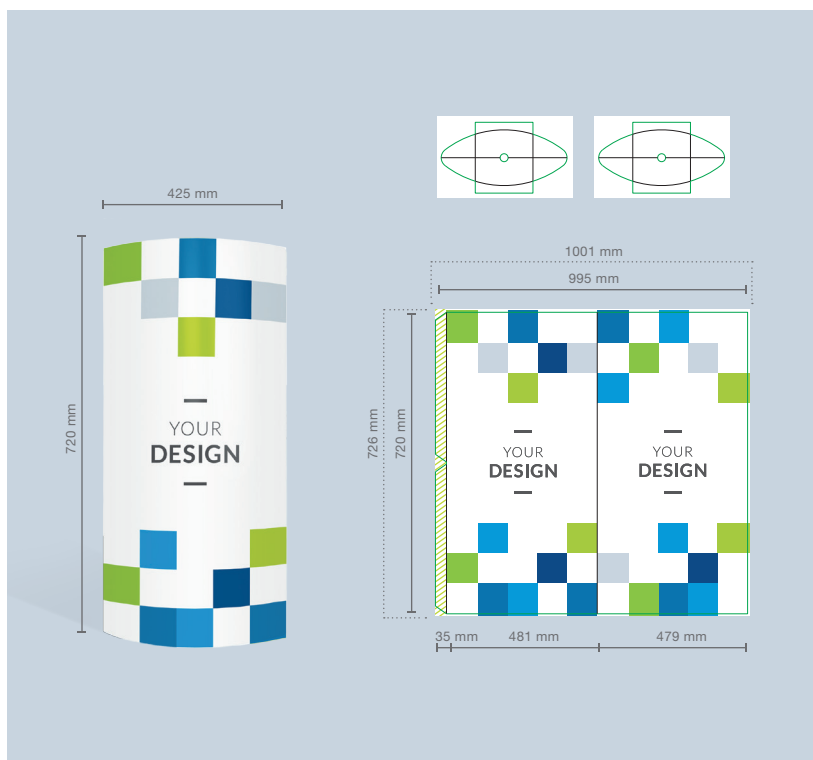 425 mm
720 mm
YOUR
DESIGN
1001 mm
995 mm
726 mm
720 mm
YOUR
DESIGN
YOUR
DESIGN
35 mm
481 mm
479 mm